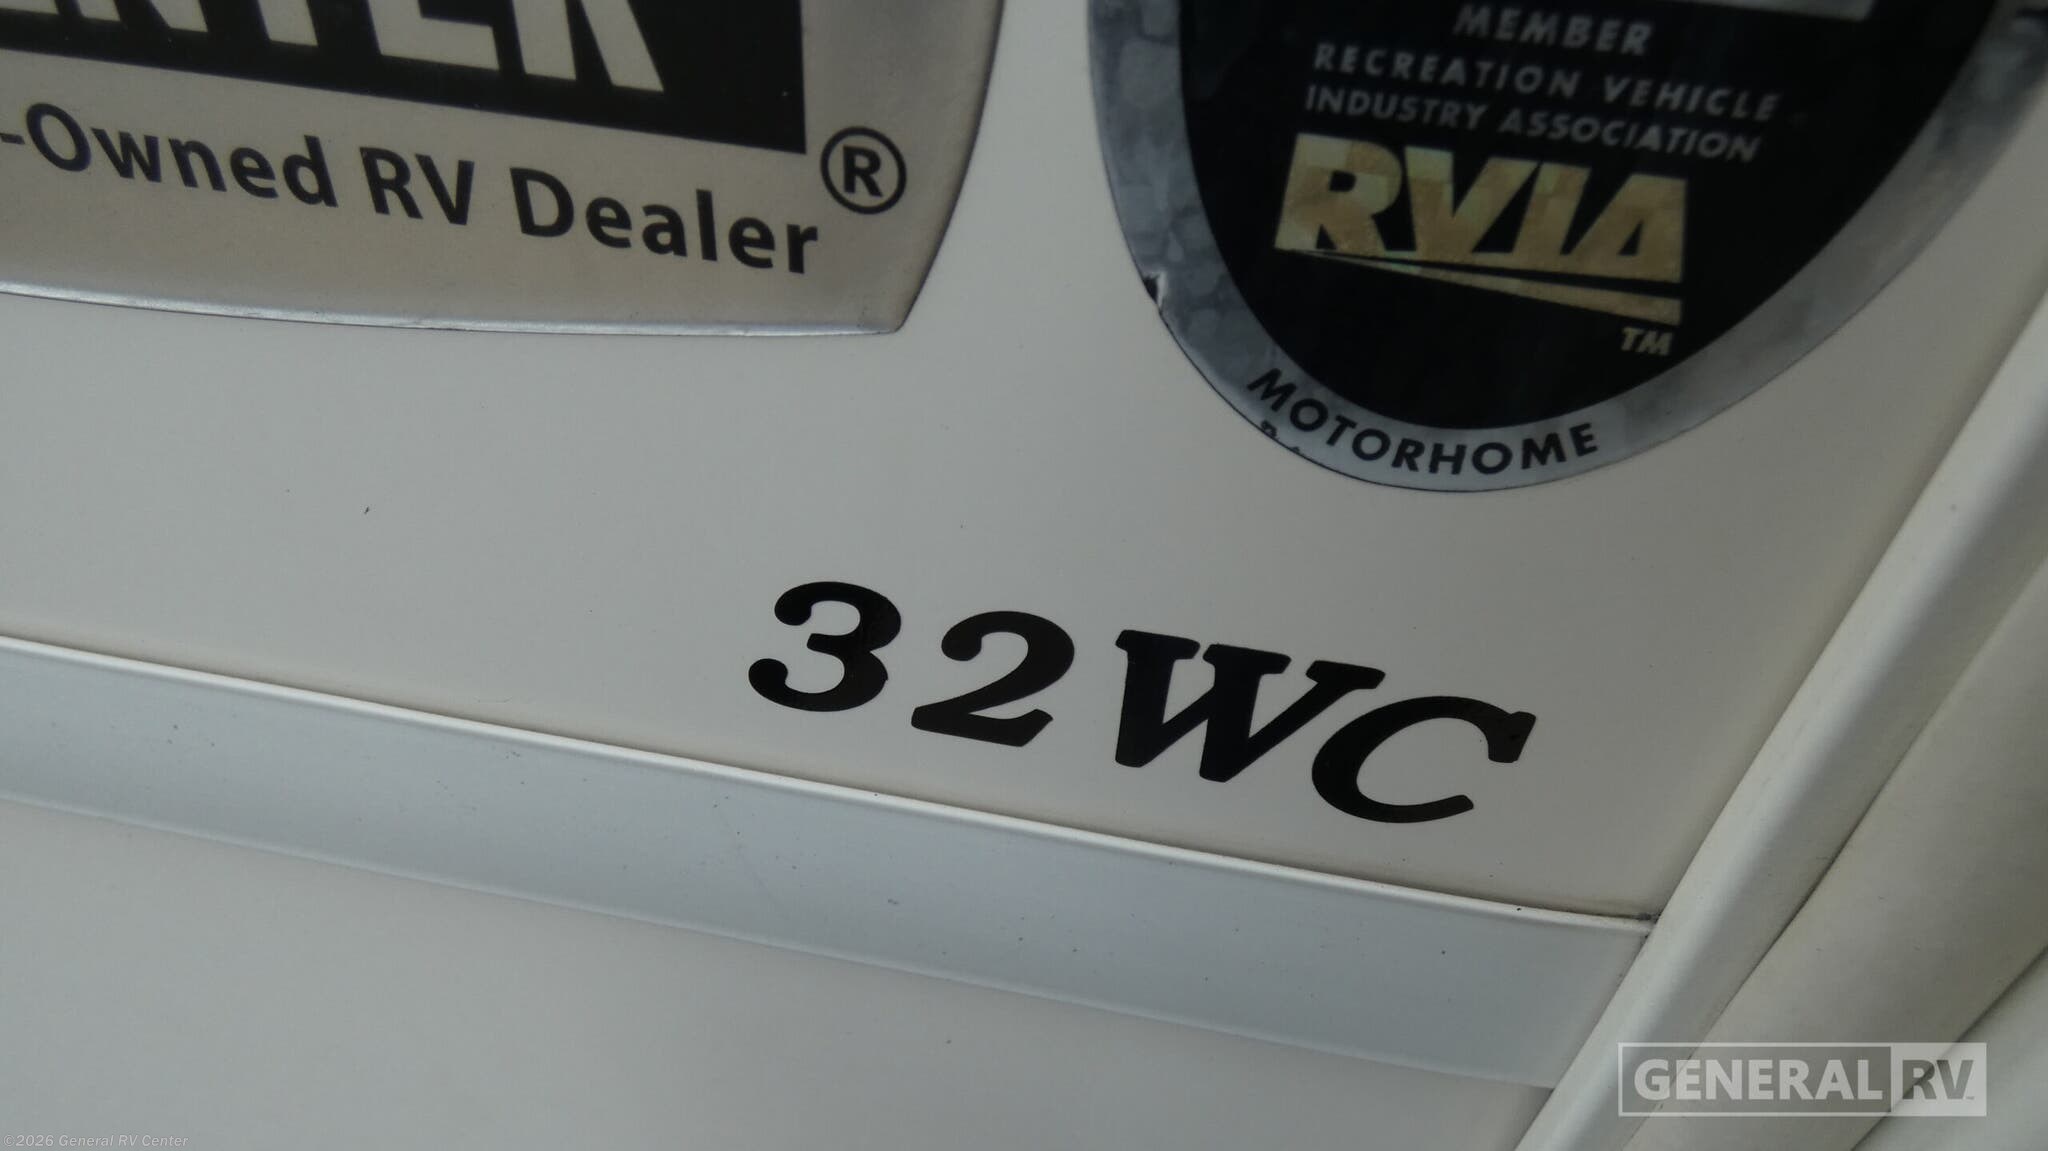 -Owned RV Dealer®
MEMBER
RECREATION VEHICLE
INDUSTRY ASSOCIATION
RVIA
TM
MOTORHOME
32WC
GENERAL RV
©2026 General RV Center